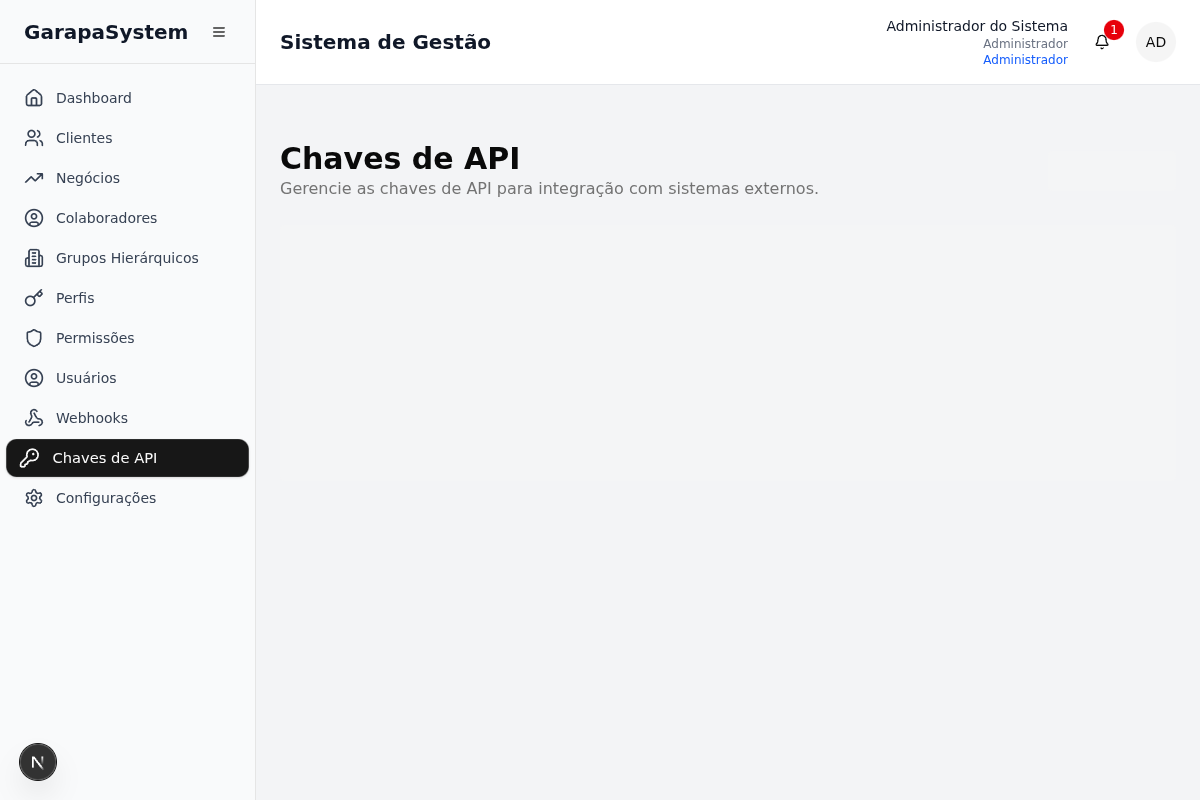 GarapaSystem
Dashboard
Clientes
Negócios
Colaboradores
Grupos Hierárquicos
Perfis
Permissões
Usuários
Webhooks
Chaves de API
Configurações
N
Sistema de Gestão
Administrador do Sistema
Administrador
Administrador
1
AD
Chaves de API
Gerencie as chaves de API para integração com sistemas externos.